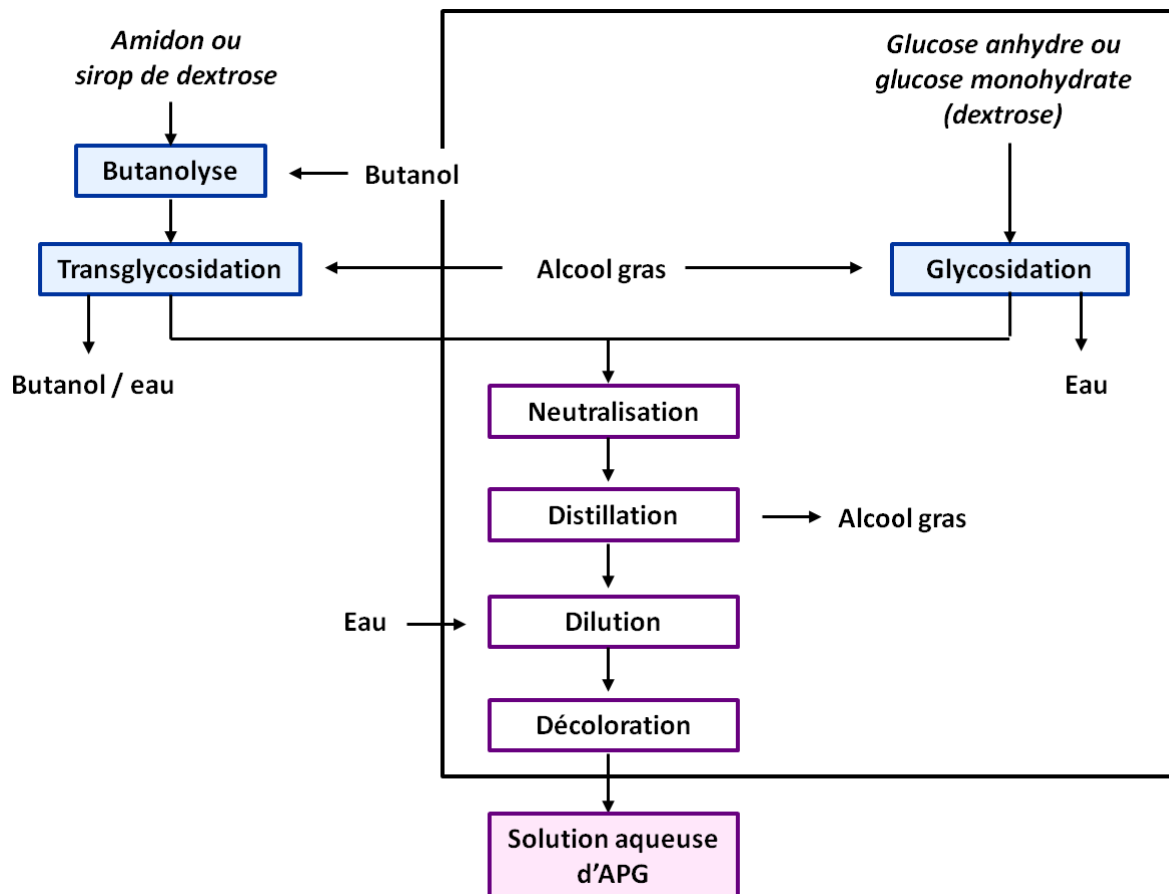 Amidon ou
sirop de dextrose
Glucose anhydre ou
glucose monohydrate
(dextrose)
Butanolyse
Butanol
Transglycosidation
Alcool gras
Glycosidation
Butanol / eau
Eau
Neutralisation
Distillation
Alcool gras
Eau
Dilution
Décoloration
Solution aqueuse
d'APG